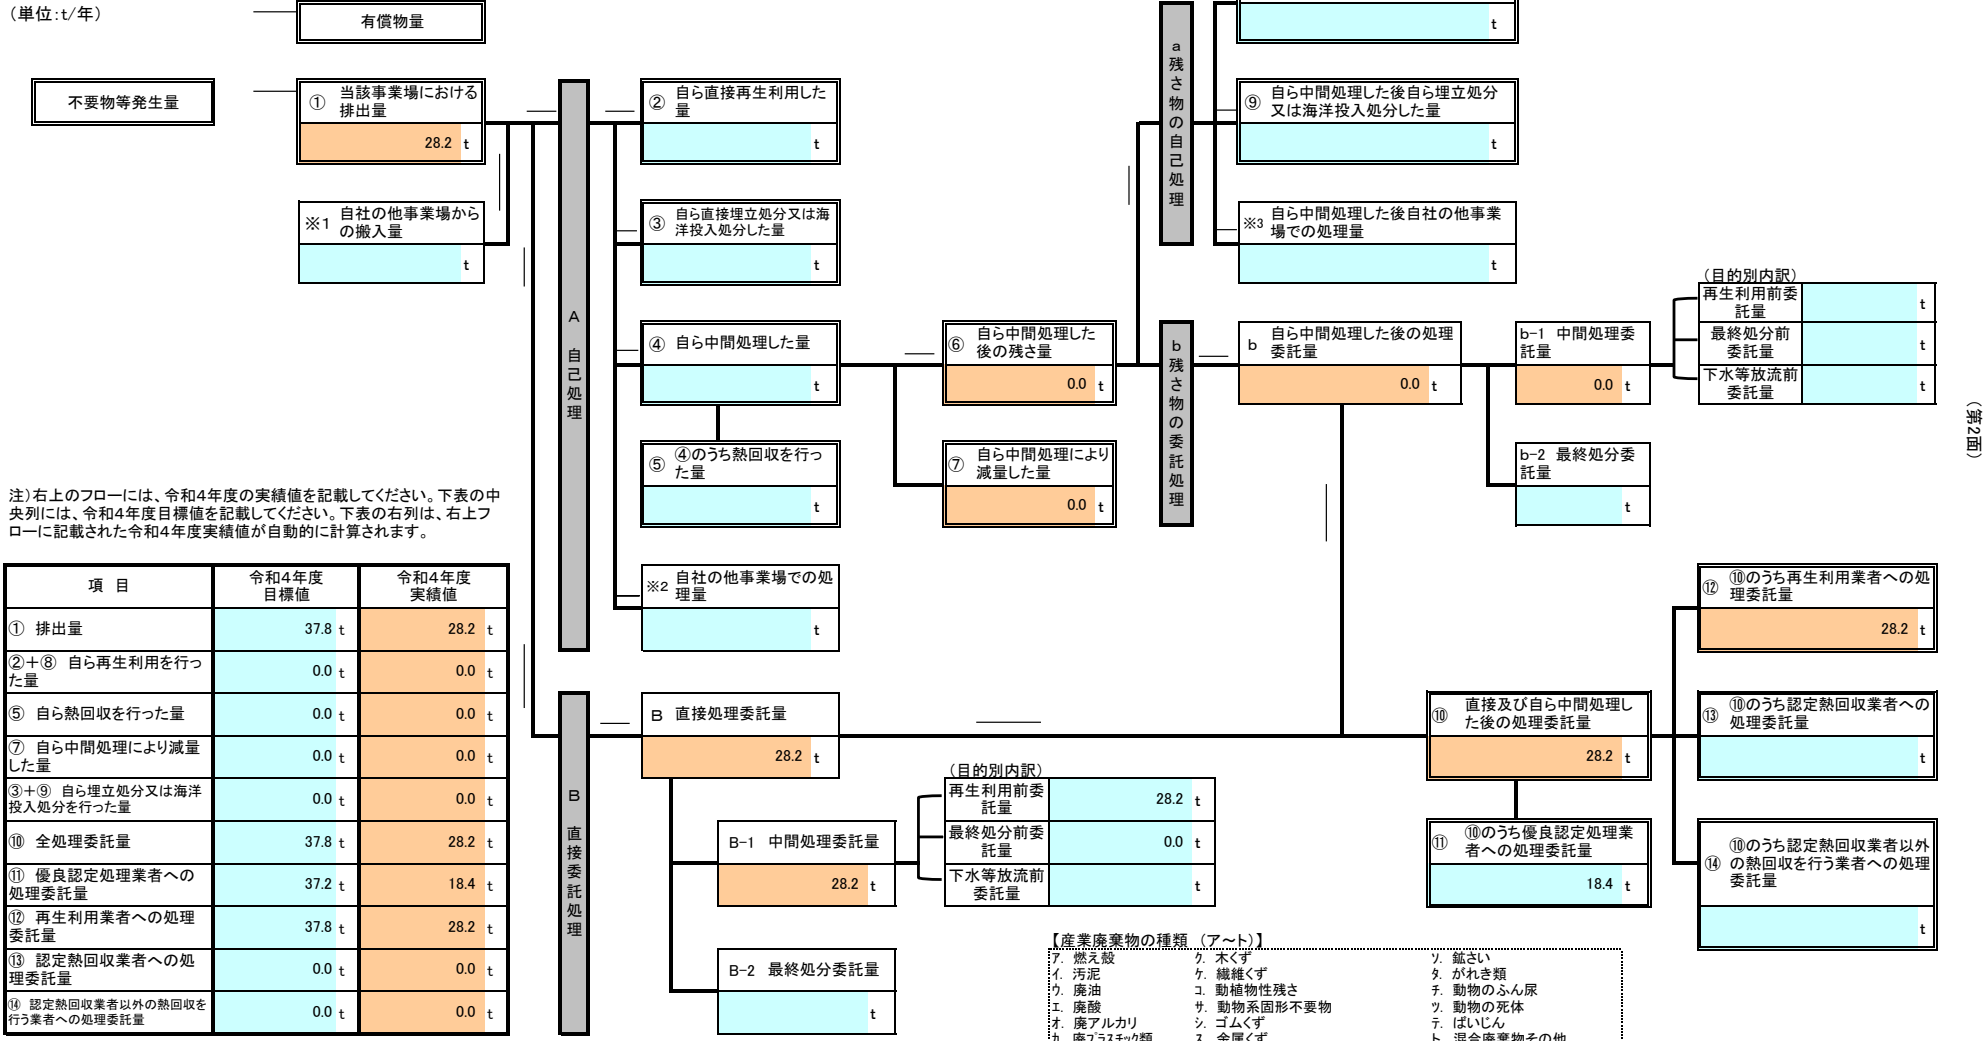 （単位:t/年）
有償物量
不要物等発生量
① 当該事業場における
排出量
28.2 t
※1 自社の他事業場から
の搬入量
t
A
自己処理
② 自ら直接再生利用した
量
t
③ 自ら直接埋立処分又は海
洋投入処分した量
t
④ 自ら中間処理した量
t
⑤ ④のうち熱回収を行っ
た量
t
※2 自社の他事業場での処
理量
t
⑥ 自ら中間処理した
後の残さ量
0.0 t
⑦ 自ら中間処理により
減量した量
0.0 t
a
残さ物の自己処理
t
⑨ 自ら中間処理した後自ら埋立処分
又は海洋投入処分した量
t
※3 自ら中間処理した後自社の他事業
場での処理量
t
b
残さ物の委託処理
b 自ら中間処理した後の処理
委託量
0.0 t
b-1 中間処理委
託量
0.0 t
b-2 最終処分委
託量
t
（目的別内訳）
再生利用前委
託量
t
最終処分前
委託量
t
下水等放流前
委託量
t
（第2面）
注）右上のフローには、令和4年度の実績値を記載してください。下表の中
央列には、令和4年度目標値を記載してください。下表の右列は、右上フ
ローに記載された令和4年度実績値が自動的に計算されます。
項 目 令和4年度
目標値 令和4年度
実績値
① 排出量 37.8 t 28.2 t
②＋⑧ 自ら再生利用を行っ
た量 0.0 t 0.0 t
⑤ 自ら熱回収を行った量 0.0 t 0.0 t
⑦ 自ら中間処理により減量
した量 0.0 t 0.0 t
③＋⑨ 自ら埋立処分又は海洋
投入処分を行った量 0.0 t 0.0 t
⑩ 全処理委託量 37.8 t 28.2 t
⑪ 優良認定処理業者への
処理委託量 37.2 t 18.4 t
⑫ 再生利用業者への処理
委託量 37.8 t 28.2 t
⑬ 認定熱回収業者への処
理委託量 0.0 t 0.0 t
⑭ 認定熱回収業者以外の熱回収を
行う業者への処理委託量 0.0 t 0.0 t
B
直接委託処理
B 直接処理委託量
28.2 t
B-1 中間処理委託量
28.2 t
B-2 最終処分委託量
t
（目的別内訳）
再生利用前委
託量
28.2 t
最終処分前委
託量
0.0 t
下水等放流前
委託量
t
⑩ 直接及び自ら中間処理し
た後の処理委託量
28.2 t
⑪ ⑩のうち優良認定処理業
者への処理委託量
18.4 t
⑫ ⑩のうち再生利用業者への処
理委託量
28.2 t
⑬ ⑩のうち認定熱回収業者への
処理委託量
t
⑭ ⑩のうち認定熱回収業者以外
の熱回収を行う業者への処理
委託量
t
【産業廃棄物の種類 （ア～ト）】
ア. 燃え殻 ク. 木くず ソ. 鉱さい
イ. 汚泥 ケ. 繊維くず タ. がれき類
ウ. 廃油 コ. 動植物性残さ チ. 動物のふん尿
エ. 廃酸 サ. 動物系固形不要物 ツ. 動物の死体
オ. 廃アルカリ シ. ゴムくず テ. ばいじん
カ. 廃プラスチック類 ス. 金属くず ト. 混合廃棄物その他